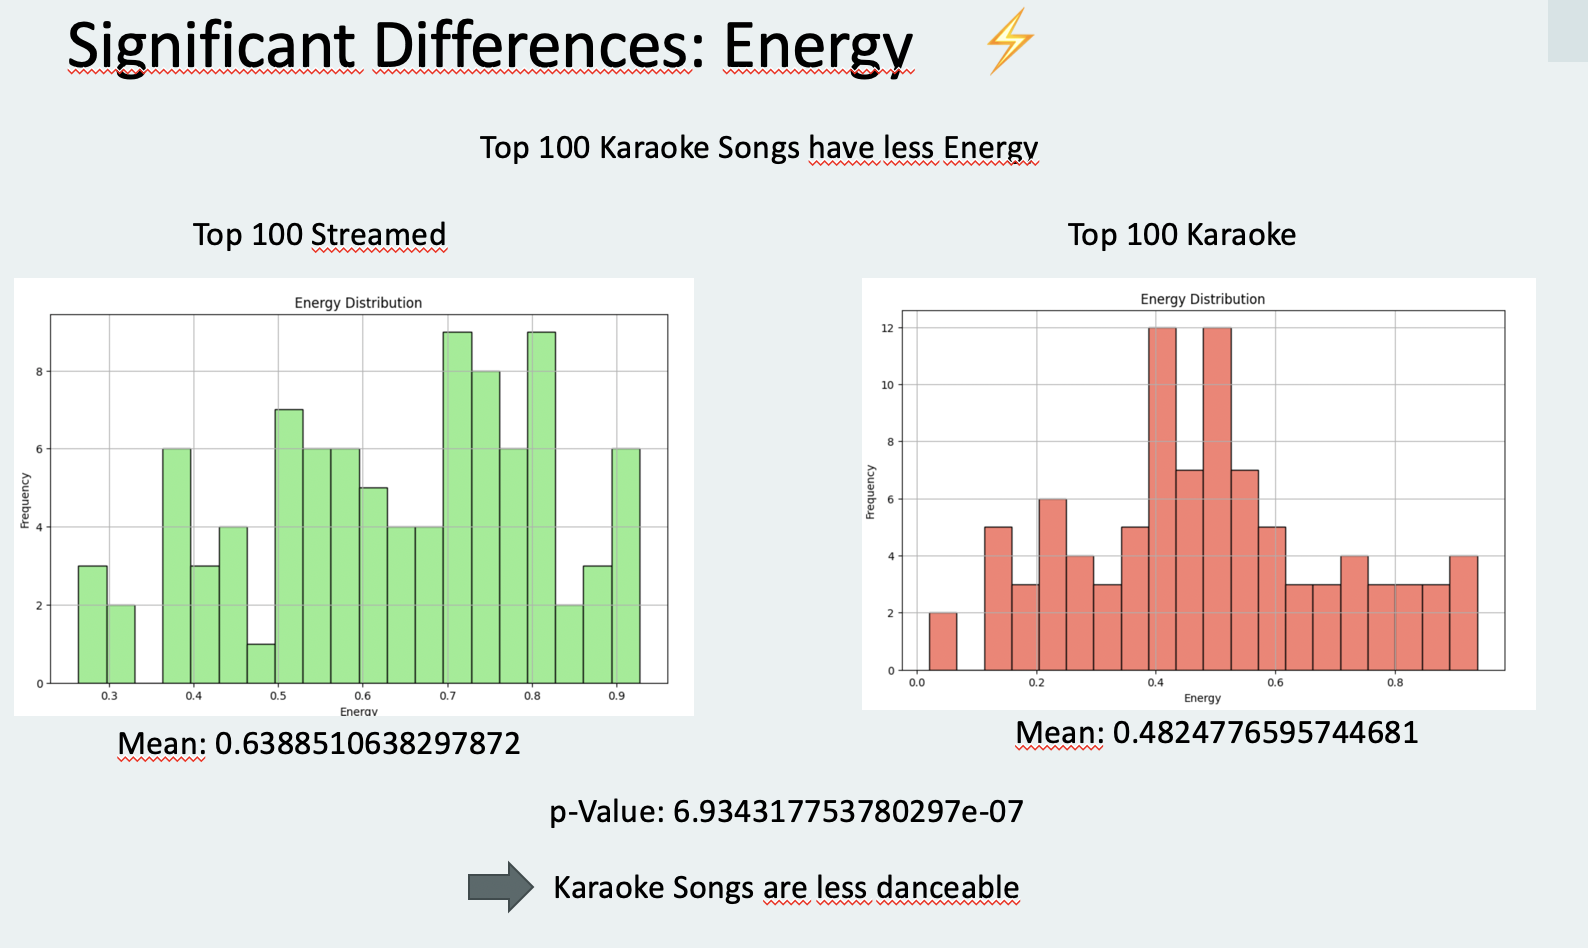 Significant Differences: Energy
Top 100 Karaoke Songs have less Energy
Top 100 Streamed
Top 100 Karaoke
Energy Distribution
8
6
4
2
0
Frequency
0.3 0.4 0.5 0.6 0.7 0.8 0.9
Energy
Energy Distribution
12
10
8
6
4
2
0
Frequency
0.0 0.2 0.4 0.6 0.8
Energy
Mean: 0.6388510638297872
Mean: 0.4824776595744681
p-Value: 6.934317753780297e-07
Karaoke Songs are less danceable